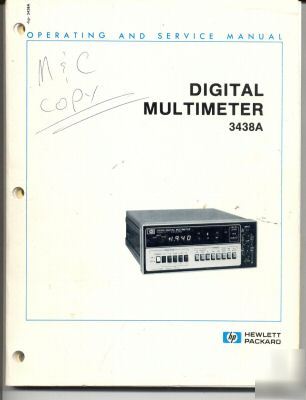 OPERATING AND SERVICE MANUAL
M & C
COPY
DIGITAL
MULTIMETER
3438A
hp HEWLETT
PACKARD